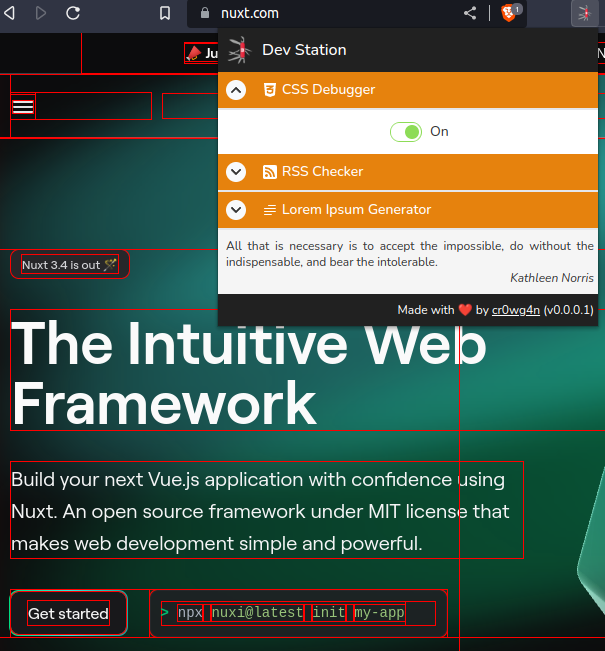 nuxt.com
1
Ju
N
Dev Station
CSS Debugger
On
RSS Checker
Lorem Ipsum Generator
All that is necessary is to accept the impossible, do without the
indispensable, and bear the intolerable.
Kathleen Norris
Made with ❤️ by cr0wg4n (v0.0.0.1)
Nuxt 3.4 is out
The Intuitive Web
Framework
Build your next Vue.js application with confidence using
Nuxt. An open source framework under MIT license that
makes web development simple and powerful.
Get started
> npx nuxi@latest init my-app